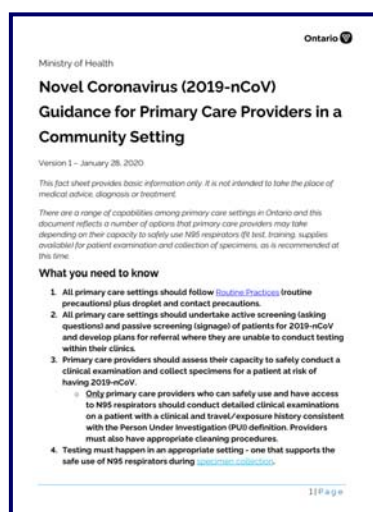 Ontario
Ministry of Health
Novel Coronavirus (2019-nCoV)
Guidance for Primary Care Providers in a
Community Setting
Version 1 – January 28, 2020
This fact sheet provides basic information only. It is not intended to take the place of
medical advice, diagnosis or treatment.
There are a range of capabilities among primary care settings in Ontario and this
document reflects a number of options that primary care providers may take
depending on their capacity to safely use N95 respirators (fit test, training, supplies
available) for patient examination and collection of specimens, as is recommended at
this time.
What you need to know
1. All primary care settings should follow Routine Practices (routine
precautions) plus droplet and contact precautions.
2. All primary care settings should undertake active screening (asking
questions) and passive screening (signage) of patients for 2019-nCoV
and develop plans for referral where they are unable to conduct testing
within their clinics.
3. Primary care providers should assess their capacity to safely conduct a
clinical examination and collect specimens for a patient at risk of
having 2019-nCoV.
o Only primary care providers who can safely use and have access
to N95 respirators should conduct detailed clinical examinations
on a patient with a clinical and travel/exposure history consistent
with the Person Under Investigation (PUI) definition. Providers
must also have appropriate cleaning procedures.
4. Testing must happen in an appropriate setting - one that supports the
safe use of N95 respirators during specimen collection.
1 | Page